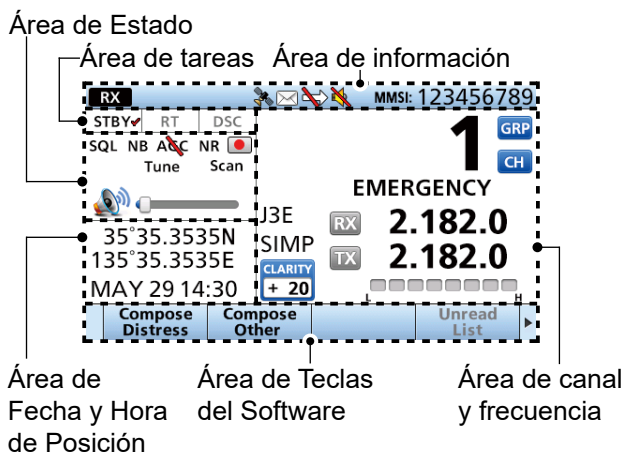 Área de Estado
Área de tareas
Área de información
RX
MMSI: 123456789
STBY RT DSC
SQL NB AGC NR
Tune Scan
35°35.3535N
135°35.3535E
MAY 29 14:30
1
GRP
CH
EMERGENCY
J3E
RX 2.182.0
SIMP
TX 2.182.0
CLARITY
+ 20
L H
Compose Distress
Compose Other
Unread List
Área de Fecha y Hora de Posición
Área de Teclas del Software
Área de canal y frecuencia